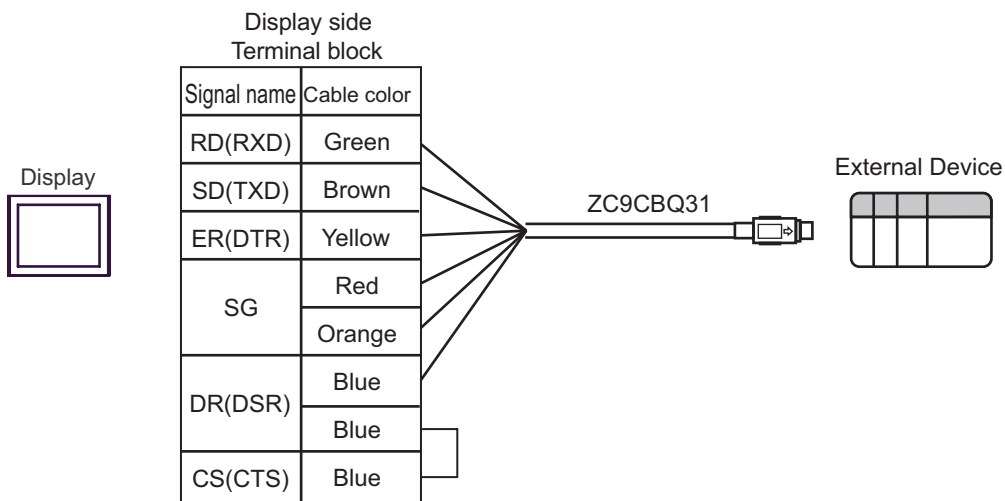 Display side
Terminal block
Signal name Cable color
RD(RXD) Green
SD(TXD) Brown
ER(DTR) Yellow
SG
Red
Orange
DR(DSR)
Blue
Blue
CS(CTS) Blue
Display
ZC9CBQ31
External Device